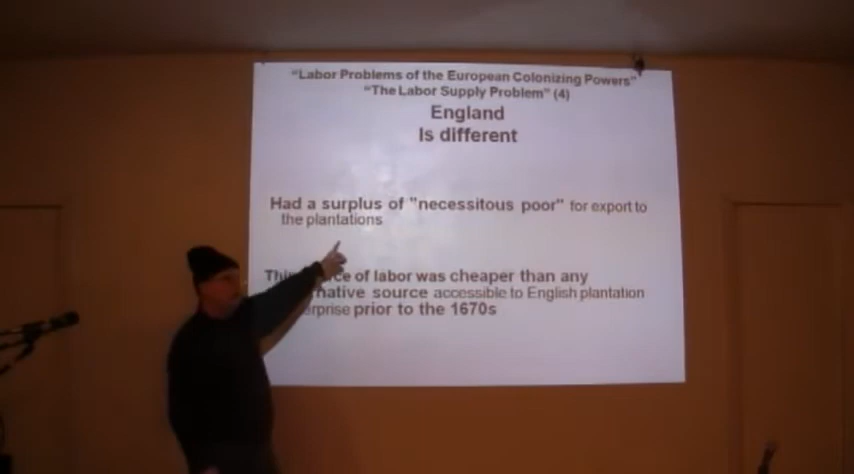 "Labor Problems of the European Colonizing Powers"
"The Labor Supply Problem" (4)
England
Is different
Had a surplus of "necessitous poor" for export to
the plantations
of labor was cheaper than any
source accessible to English plantation
prior to the 1670s